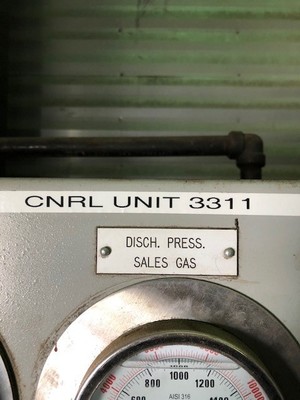 CNRL UNIT 3311
DISCH. PRESS.
SALES GAS
800 1000 1200
AISI 316